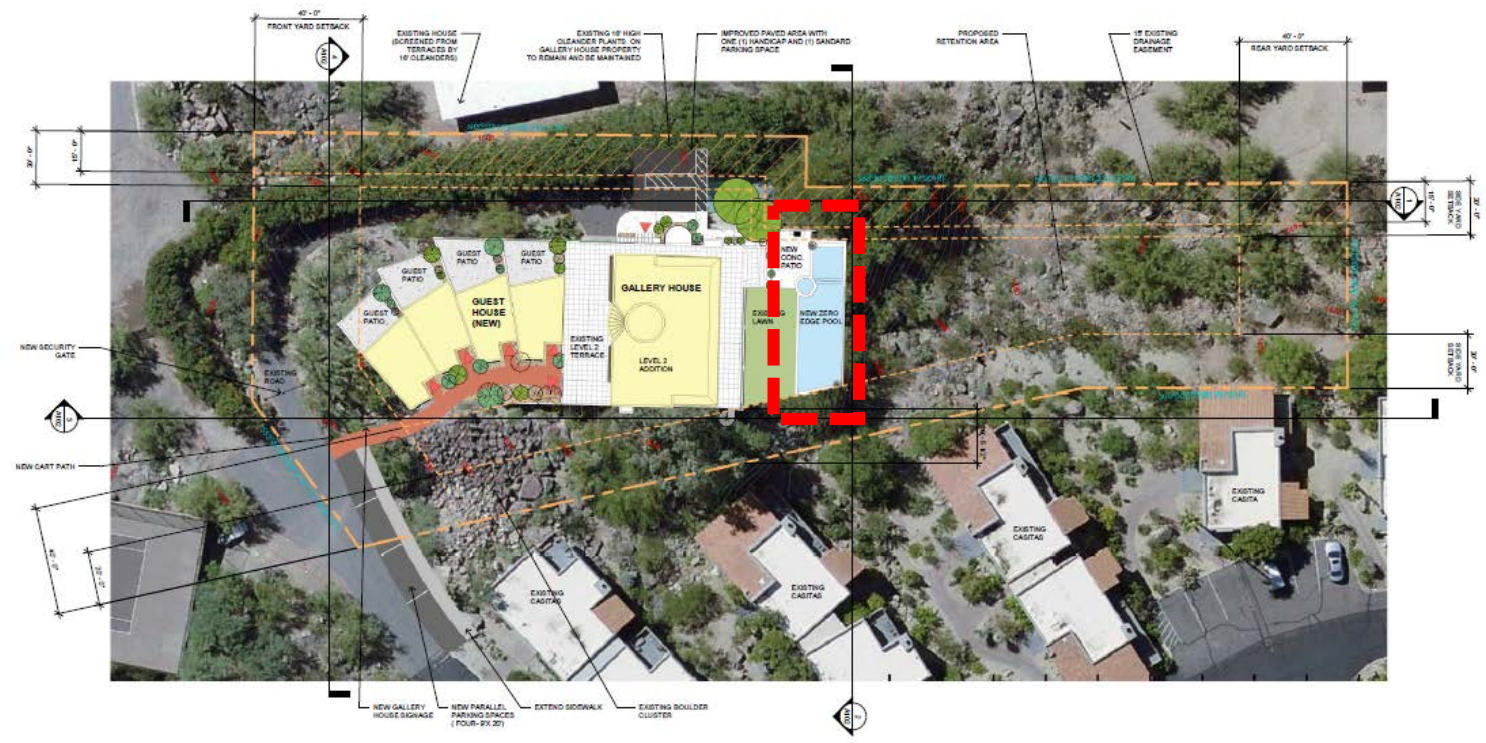 40' - 0"
FRONT YARD SETBACK
EXISTING HOUSE
(SCREENED FROM
TERRACES BY
16' OLEANDERS)
EXISTING 16' HIGH
OLEANDER PLANTS ON
GALLERY HOUSE PROPERTY
TO REMAIN AND BE MAINTAINED
IMPROVED PAVED AREA WITH
ONE (1) HANDICAP AND (1) SANDARD
PARKING SPACE
PROPOSED
RETENTION AREA
15' EXISTING
DRAINAGE
EASEMENT
40' - 0"
REAR YARD SETBACK
15' - 0"
SIDE YARD
SETBACK
GUEST
PATIO
GUEST
PATIO
GUEST
PATIO
GUEST
PATIO
GUEST
HOUSE
(NEW)
EXISTING
LEVEL 2
TERRACE
GALLERY HOUSE
LEVEL 2
ADDITION
NEW
CONC.
PATIO
EXISTING
LAWN
NEW ZERO
EDGE POOL
SIDE YARD
SETBACK
NEW SECURITY
GATE
EXISTING
ROAD
NEW CART PATH
EXISTING
CASITAS
EXISTING
CASITAS
EXISTING
CASITAS
EXISTING
CASITA
NEW GALLERY
HOUSE SIGNAGE
NEW PARALLEL
PARKING SPACES
( FOUR- 9'X 20')
EXTEND SIDEWALK
EXISTING BOULDER
CLUSTER